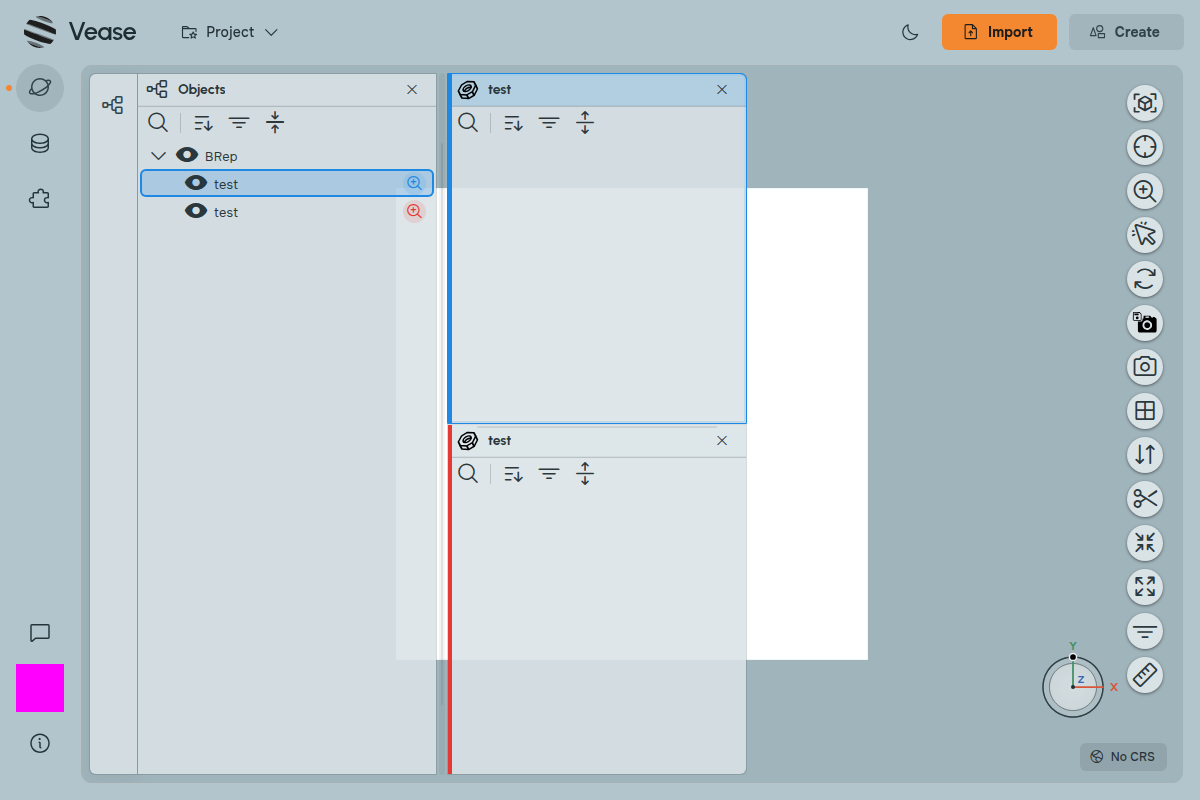 Vease
Project
Import
Create
Objects
test
BRep
test
test
test
Y
Z
X
No CRS